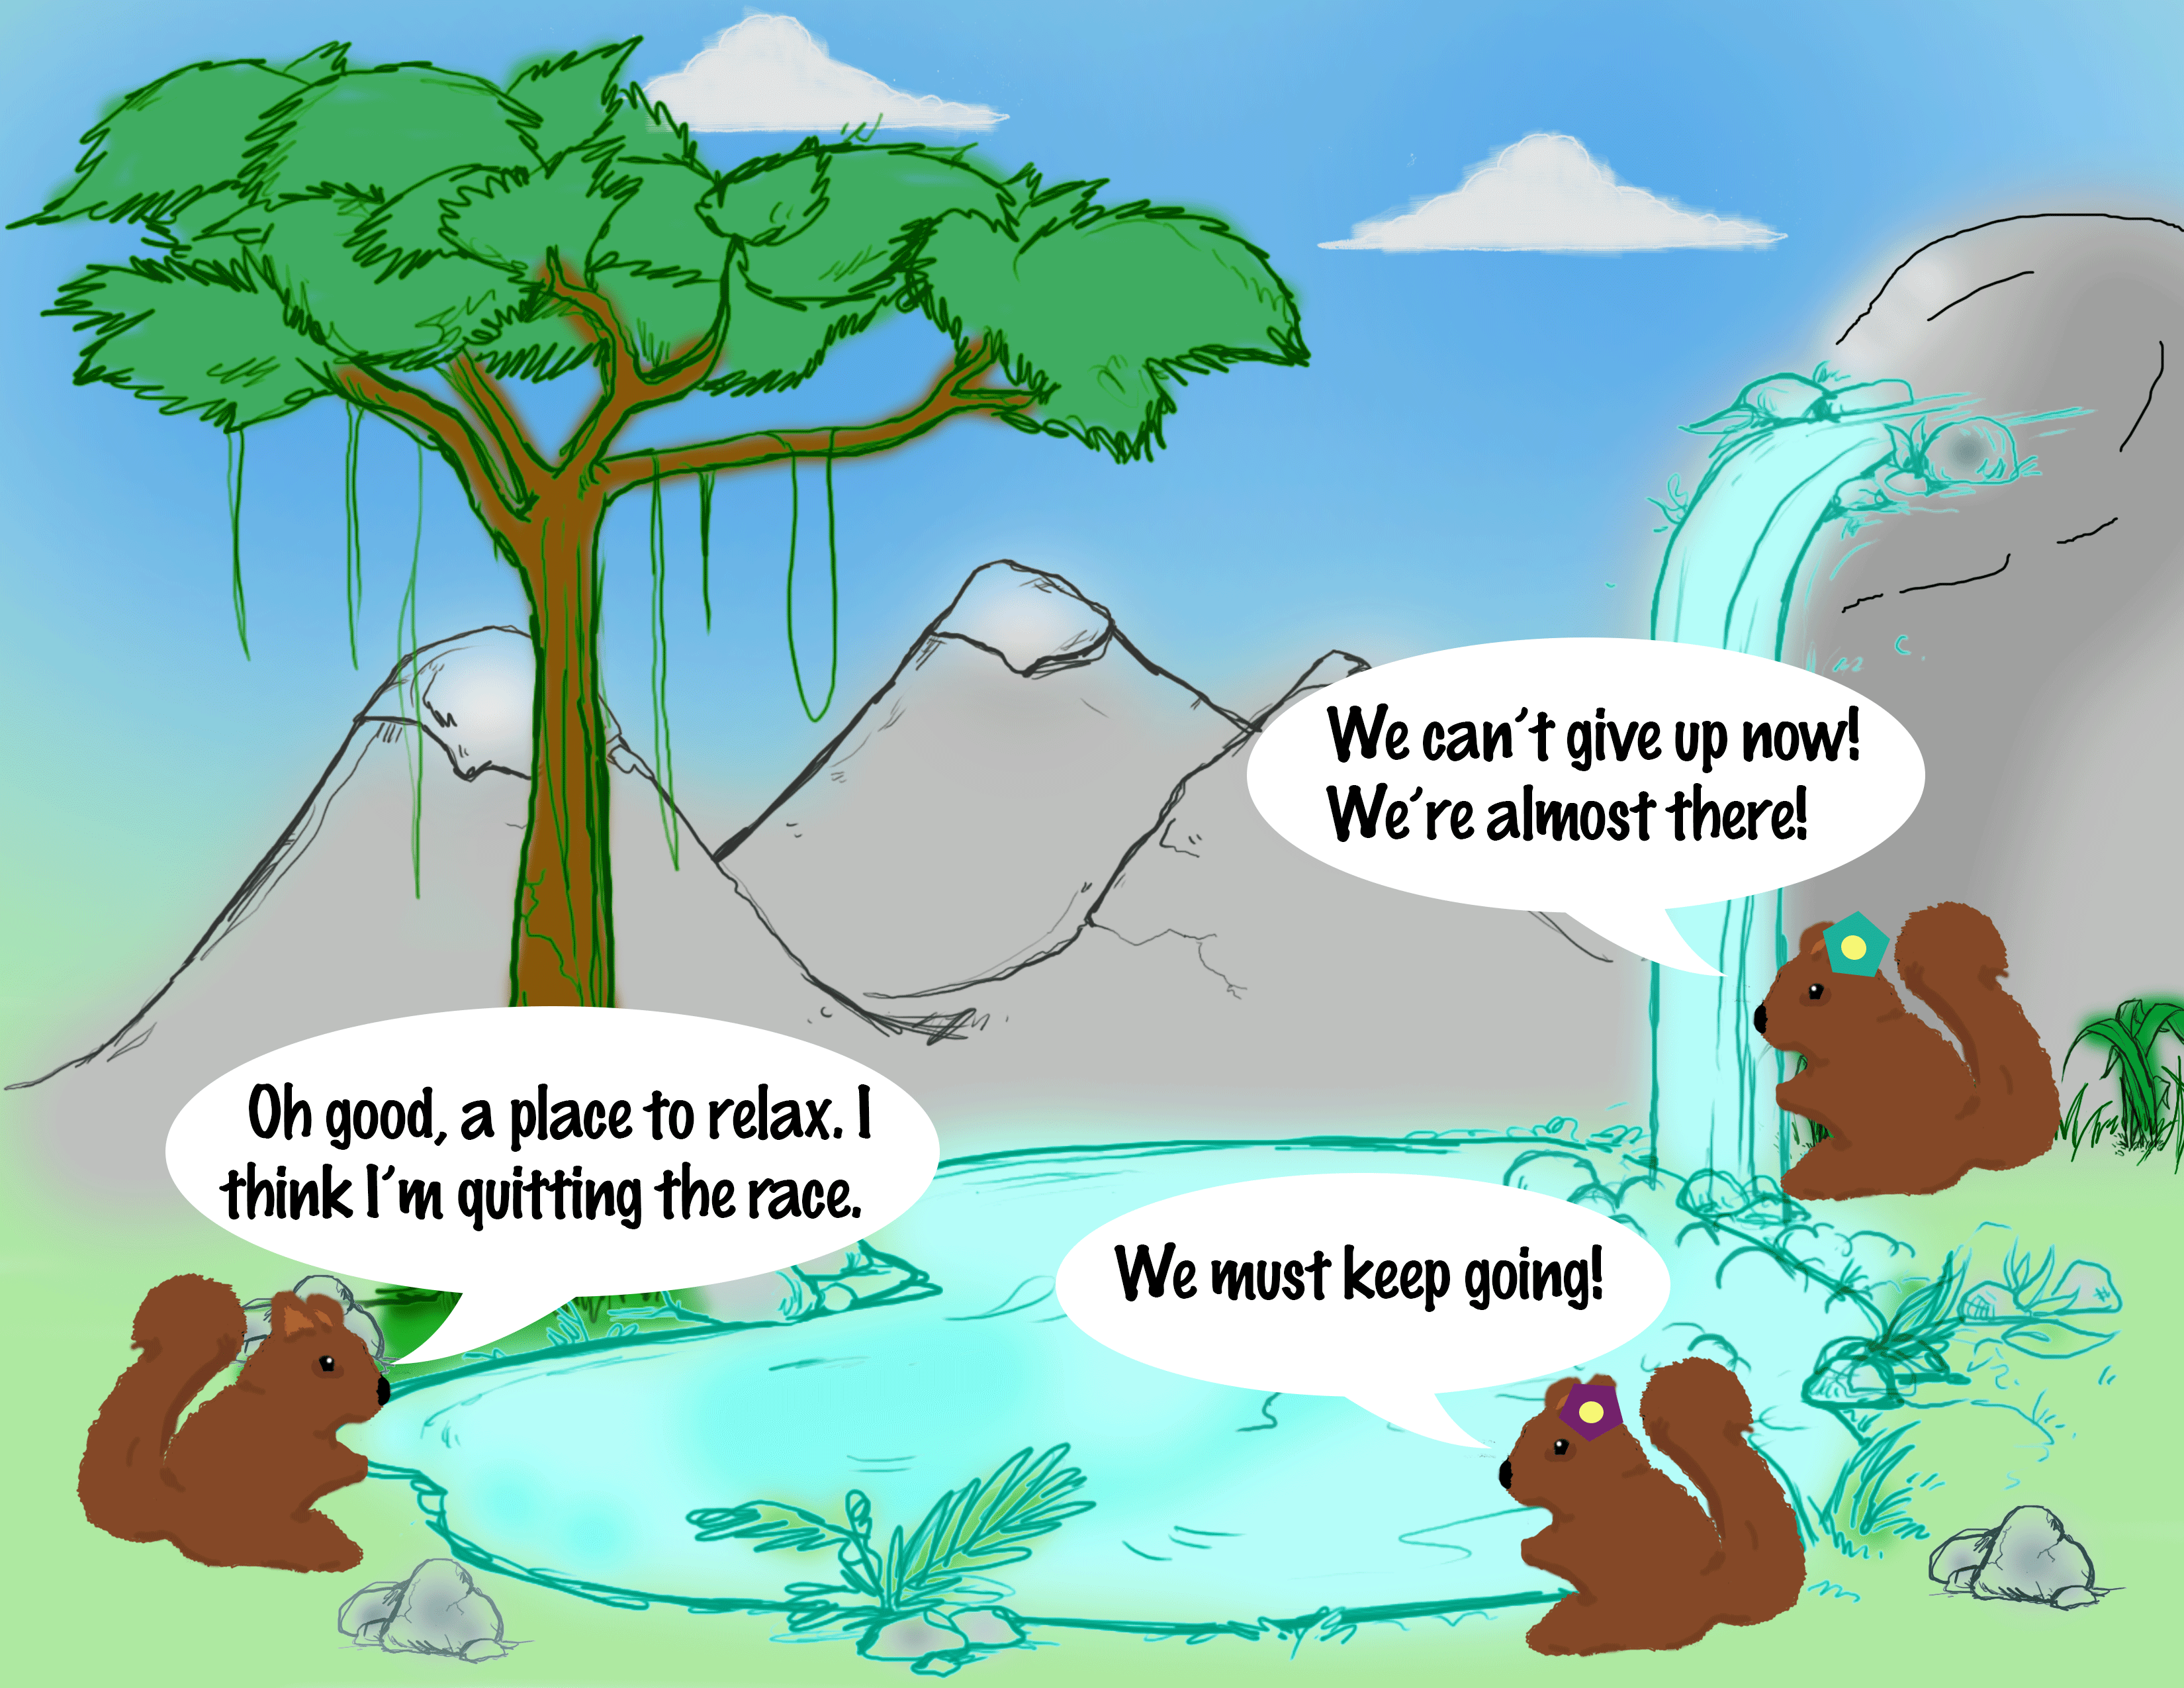 We can't give up now!
We're almost there!
Oh good, a place to relax. I
think I'm quitting the race.
We must keep going!